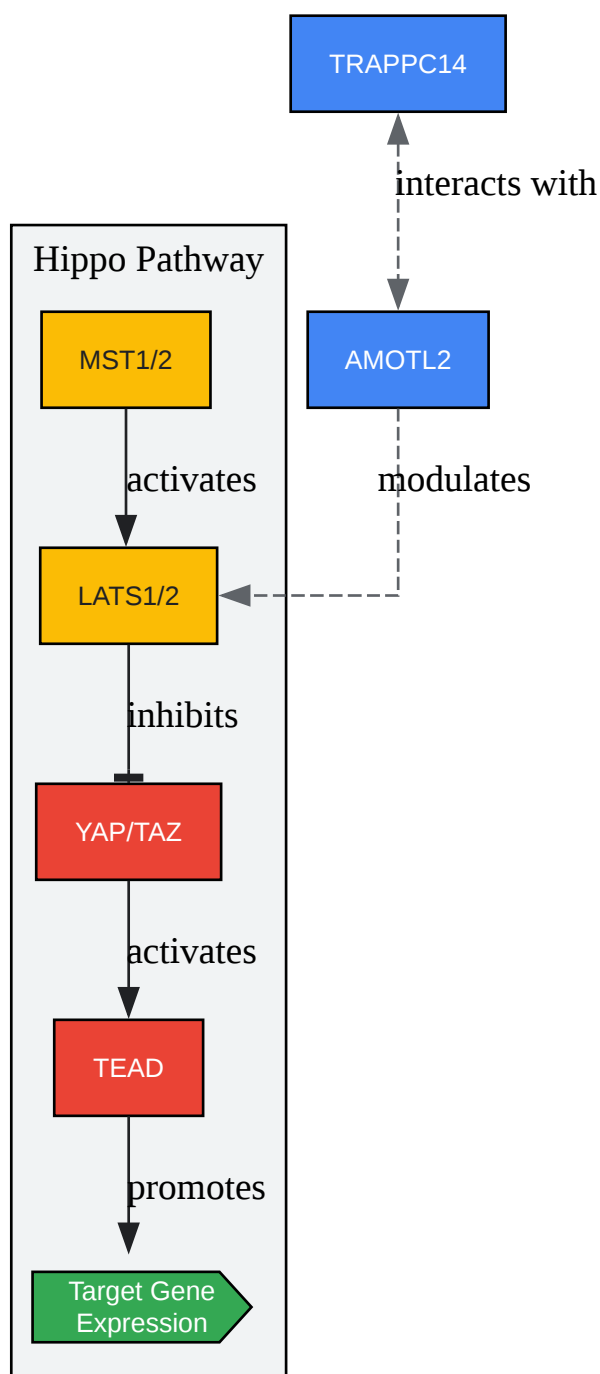 TRAPPC14
interacts with
Hippo Pathway
MST1/2
AMOTL2
activates
modulates
LATS1/2
inhibits
YAP/TAZ
activates
TEAD
promotes
Target Gene
Expression